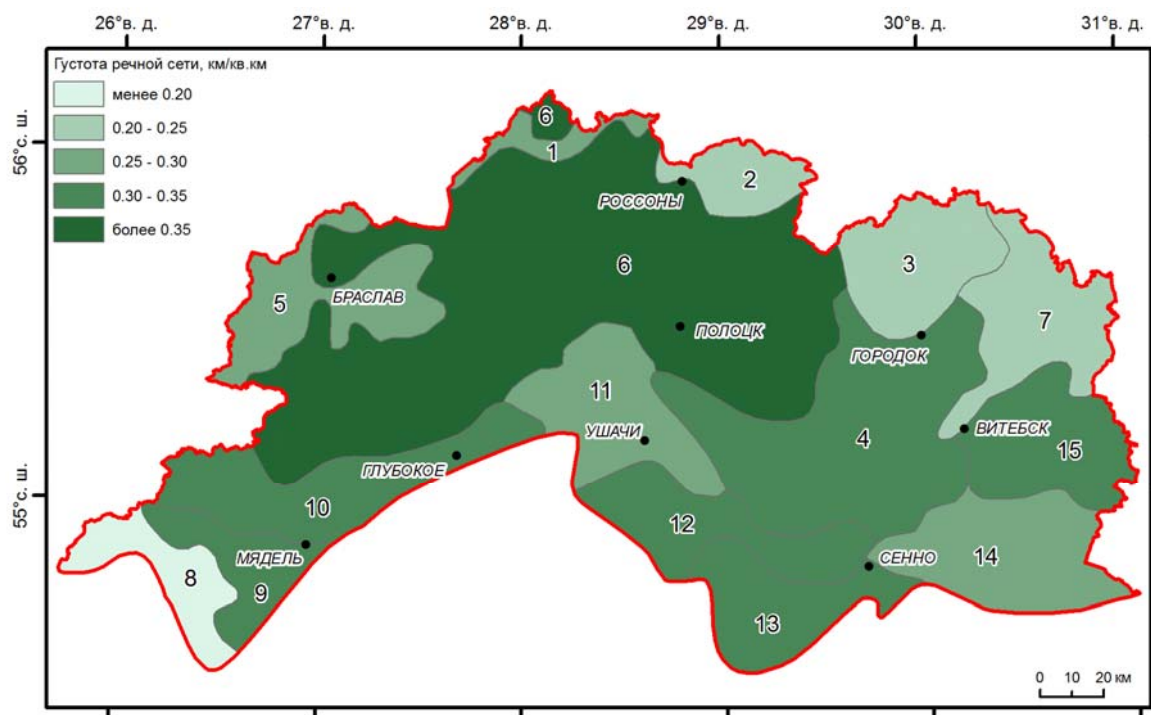 26°в. д. 27°в. д. 28°в. д. 29°в. д. 30°в. д. 31°в. д.
Густота речной сети, км/кв.км
менее 0.20
0.20 - 0.25
0.25 - 0.30
0.30 - 0.35
более 0.35
56°с. ш.
55°с. ш.
6
1
2
РОССОНЫ
3
6
5
БРАСЛАВ
7
ПОЛОЦК
ГОРОДОК
11
УШАЧИ
4
ВИТЕБСК
15
ГЛУБОКОЕ
10
12
МЯДЕЛЬ
СЕННО
14
8
9
13
0 10 20 км